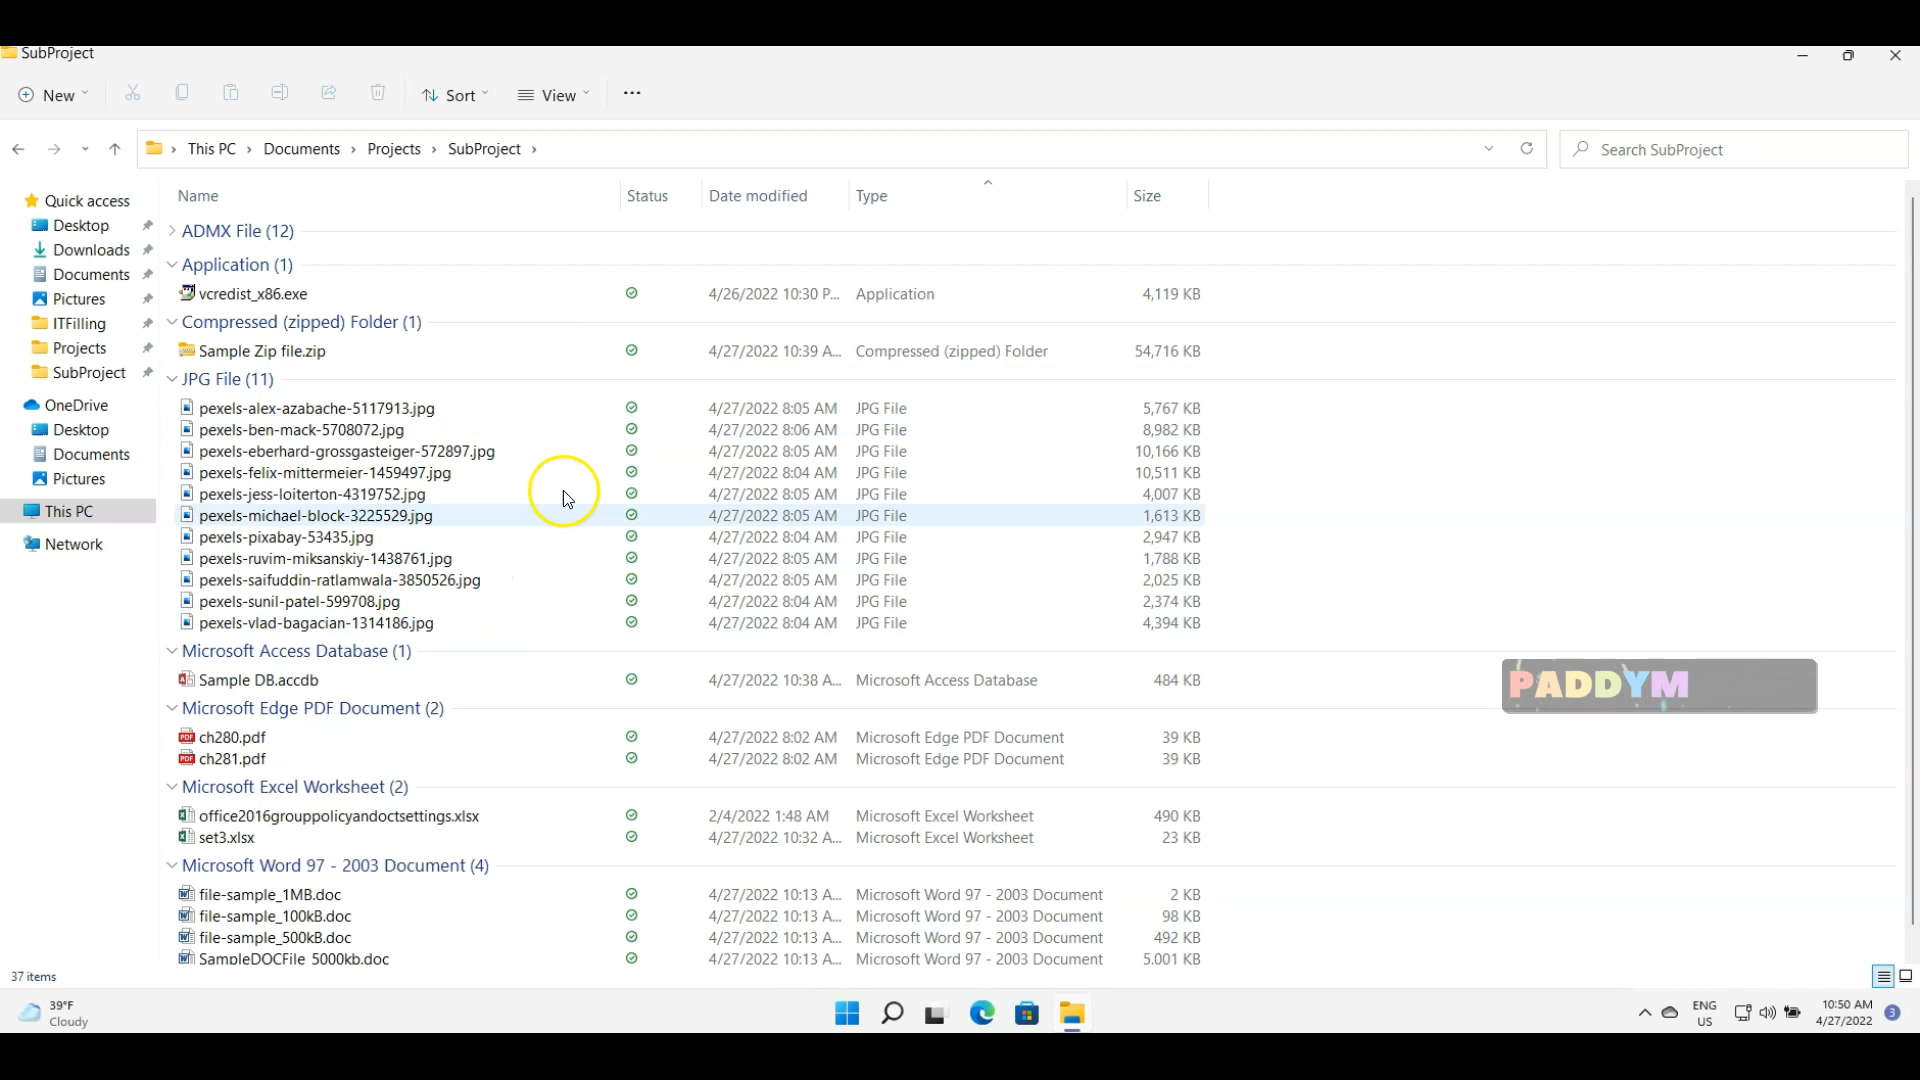 SubProject
New Sort View ...
This PC > Documents > Projects > SubProject > Search SubProject
Name Status Date modified Type Size
Quick access
Desktop
Downloads
Documents
Pictures
ITFilling
Projects
SubProject
OneDrive
Desktop
Documents
Pictures
This PC
Network
ADMX File (12)
Application (1)
vcredist_x86.exe 4/26/2022 10:30 P... Application 4,119 KB
Compressed (zipped) Folder (1)
Sample Zip file.zip 4/27/2022 10:39 A... Compressed (zipped) Folder 54,716 KB
JPG File (11)
pexels-alex-azabache-5117913.jpg 4/27/2022 8:05 AM JPG File 5,767 KB
pexels-ben-mack-5708072.jpg 4/27/2022 8:06 AM JPG File 8,982 KB
pexels-eberhard-grossgasteiger-572897.jpg 4/27/2022 8:05 AM JPG File 10,166 KB
pexels-felix-mittermeier-1459497.jpg 4/27/2022 8:04 AM JPG File 10,511 KB
pexels-jess-loiterton-4319752.jpg 4/27/2022 8:05 AM JPG File 4,007 KB
pexels-michael-block-3225529.jpg 4/27/2022 8:05 AM JPG File 1,613 KB
pexels-pixabay-53435.jpg 4/27/2022 8:04 AM JPG File 2,947 KB
pexels-ruvim-miksanskiy-1438761.jpg 4/27/2022 8:05 AM JPG File 1,788 KB
pexels-saifuddin-ratlamwala-3850526.jpg 4/27/2022 8:05 AM JPG File 2,025 KB
pexels-sunil-patel-599708.jpg 4/27/2022 8:04 AM JPG File 2,374 KB
pexels-vlad-bagacian-1314186.jpg 4/27/2022 8:04 AM JPG File 4,394 KB
Microsoft Access Database (1)
Sample DB.accdb 4/27/2022 10:38 A... Microsoft Access Database 484 KB
PADDYM
Microsoft Edge PDF Document (2)
ch280.pdf 4/27/2022 8:02 AM Microsoft Edge PDF Document 39 KB
ch281.pdf 4/27/2022 8:02 AM Microsoft Edge PDF Document 39 KB
Microsoft Excel Worksheet (2)
office2016grouppolicyandoctsettings.xlsx 2/4/2022 1:48 AM Microsoft Excel Worksheet 490 KB
set3.xlsx 4/27/2022 10:32 A... Microsoft Excel Worksheet 23 KB
Microsoft Word 97 - 2003 Document (4)
file-sample_1MB.doc 4/27/2022 10:13 A... Microsoft Word 97 - 2003 Document 2 KB
file-sample_100kB.doc 4/27/2022 10:13 A... Microsoft Word 97 - 2003 Document 98 KB
file-sample_500kB.doc 4/27/2022 10:13 A... Microsoft Word 97 - 2003 Document 492 KB
SampleDOCFile_5000kb.doc 4/27/2022 10:13 A... Microsoft Word 97 - 2003 Document 5,001 KB
37 items
39°F
Cloudy
ENG
US
10:50 AM
4/27/2022
3